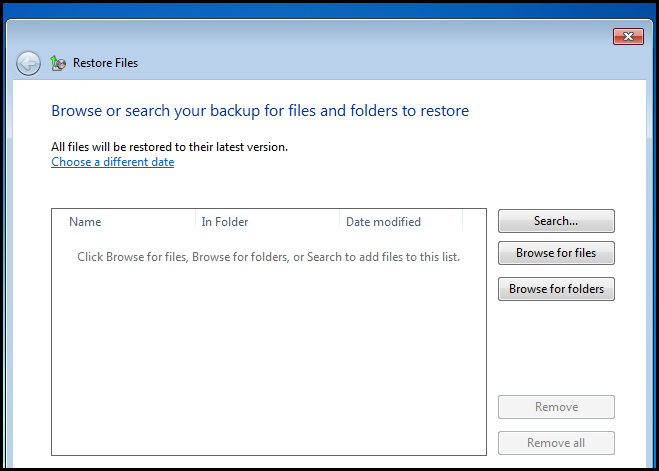 Restore Files
Browse or search your backup for files and folders to restore
All files will be restored to their latest version.
Choose a different date
Name In Folder Date modified
Click Browse for files, Browse for folders, or Search to add files to this list.
Search...
Browse for files
Browse for folders
Remove
Remove all